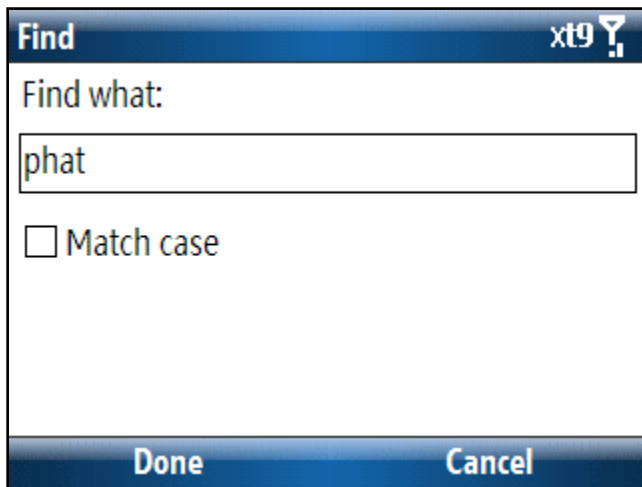 Find xt9
Find what:
phat
Match case
Done Cancel